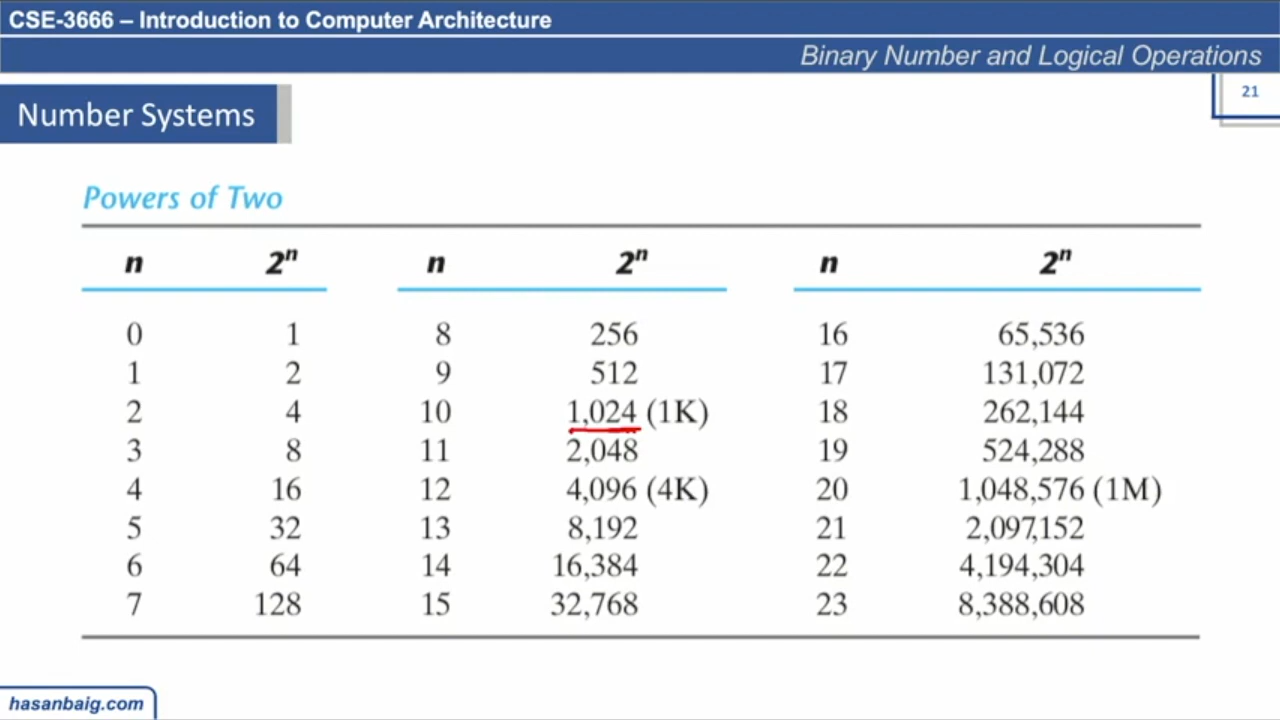 CSE-3666 – Introduction to Computer Architecture
Binary Number and Logical Operations
21
Number Systems
Powers of Two
n 2ⁿ n 2ⁿ n 2ⁿ
0 1 8 256 16 65,536
1 2 9 512 17 131,072
2 4 10 1,024 (1K) 18 262,144
3 8 11 2,048 19 524,288
4 16 12 4,096 (4K) 20 1,048,576 (1M)
5 32 13 8,192 21 2,097,152
6 64 14 16,384 22 4,194,304
7 128 15 32,768 23 8,388,608
hasanbaig.com